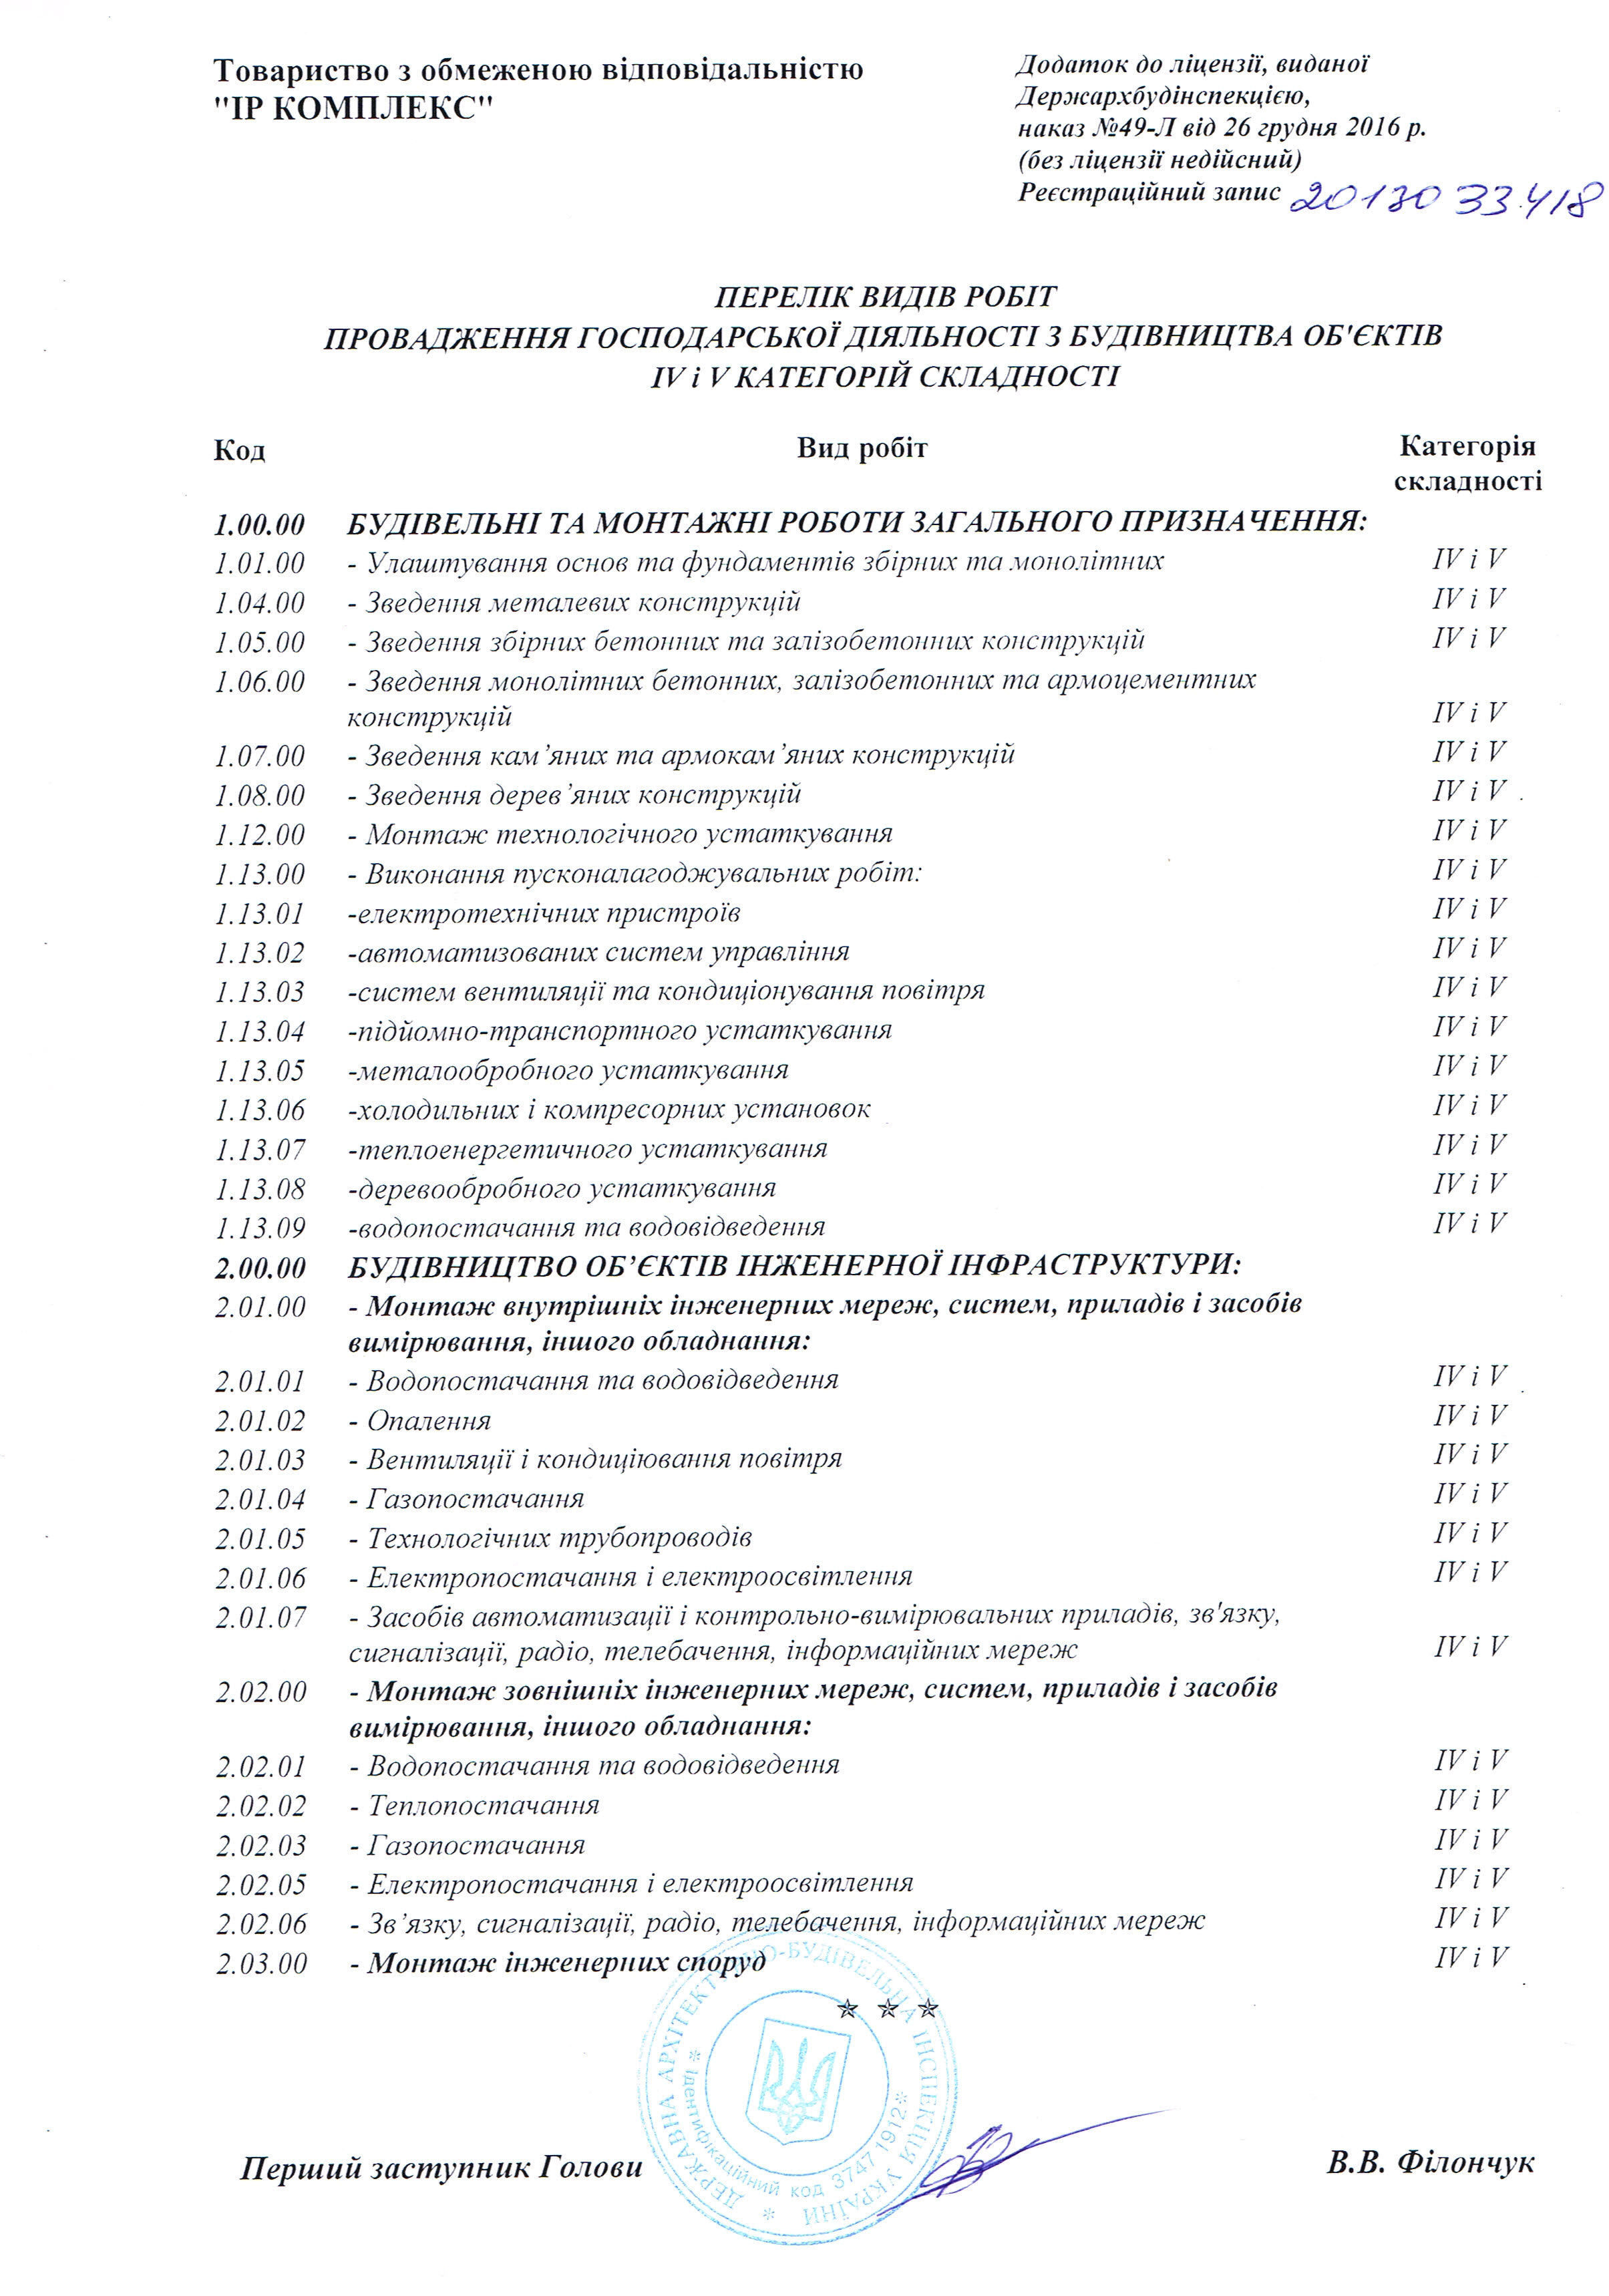 Товариство з обмеженою відповідальністю
"ІР КОМПЛЕКС"
Додаток до ліцензії, виданої
Держархбудінспекцією,
наказ №49-Л від 26 грудня 2016 р.
(без ліцензії недійсний)
Реєстраційний запис
ПЕРЕЛІК ВИДІВ РОБІТ
ПРОВАДЖЕННЯ ГОСПОДАРСЬКОЇ ДІЯЛЬНОСТІ З БУДІВНИЦТВА ОБ'ЄКТІВ
IV і V КАТЕГОРІЙ СКЛАДНОСТІ
Код Вид робіт Категорія
складності
1.00.00 БУДІВЕЛЬНІ ТА МОНТАЖНІ РОБОТИ ЗАГАЛЬНОГО ПРИЗНАЧЕННЯ:
1.01.00 - Улаштування основ та фундаментів збірних та монолітних IV і V
1.04.00 - Зведення металевих конструкцій IV і V
1.05.00 - Зведення збірних бетонних та залізобетонних конструкцій IV і V
1.06.00 - Зведення монолітних бетонних, залізобетонних та армоцементних
конструкцій IV і V
1.07.00 - Зведення кам’яних та армокам’яних конструкцій IV і V
1.08.00 - Зведення дерев’яних конструкцій IV і V
1.12.00 - Монтаж технологічного устаткування IV і V
1.13.00 - Виконання пусконалагоджувальних робіт: IV і V
1.13.01 -електротехнічних пристроїв IV і V
1.13.02 -автоматизованих систем управління IV і V
1.13.03 -систем вентиляції та кондиціонування повітря IV і V
1.13.04 -підйомно-транспортного устаткування IV і V
1.13.05 -металообробного устаткування IV і V
1.13.06 -холодильних і компресорних установок IV і V
1.13.07 -теплоенергетичного устаткування IV і V
1.13.08 -деревообробного устаткування IV і V
1.13.09 -водопостачання та водовідведення IV і V
2.00.00 БУДІВНИЦТВО ОБ’ЄКТІВ ІНЖЕНЕРНОЇ ІНФРАСТРУКТУРИ:
2.01.00 - Монтаж внутрішніх інженерних мереж, систем, приладів і засобів
вимірювання, іншого обладнання:
2.01.01 - Водопостачання та водовідведення IV і V
2.01.02 - Опалення IV і V
2.01.03 - Вентиляції і кондиціювання повітря IV і V
2.01.04 - Газопостачання IV і V
2.01.05 - Технологічних трубопроводів IV і V
2.01.06 - Електропостачання і електроосвітлення IV і V
2.01.07 - Засобів автоматизації і контрольно-вимірювальних приладів, зв'язку,
сигналізації, радіо, телебачення, інформаційних мереж IV і V
2.02.00 - Монтаж зовнішніх інженерних мереж, систем, приладів і засобів
вимірювання, іншого обладнання:
2.02.01 - Водопостачання та водовідведення IV і V
2.02.02 - Теплопостачання IV і V
2.02.03 - Газопостачання IV і V
2.02.05 - Електропостачання і електроосвітлення IV і V
2.02.06 - Зв’язку, сигналізації, радіо, телебачення, інформаційних мереж IV і V
2.03.00 - Монтаж інженерних споруд IV і V
ДЕРЖАВНА АРХІТЕКТУРНО-БУДІВЕЛЬНА ІНСПЕКЦІЯ УКРАЇНИ
* Ідентифікаційний код 37471912 *
Перший заступник Голови В.В. Філончук